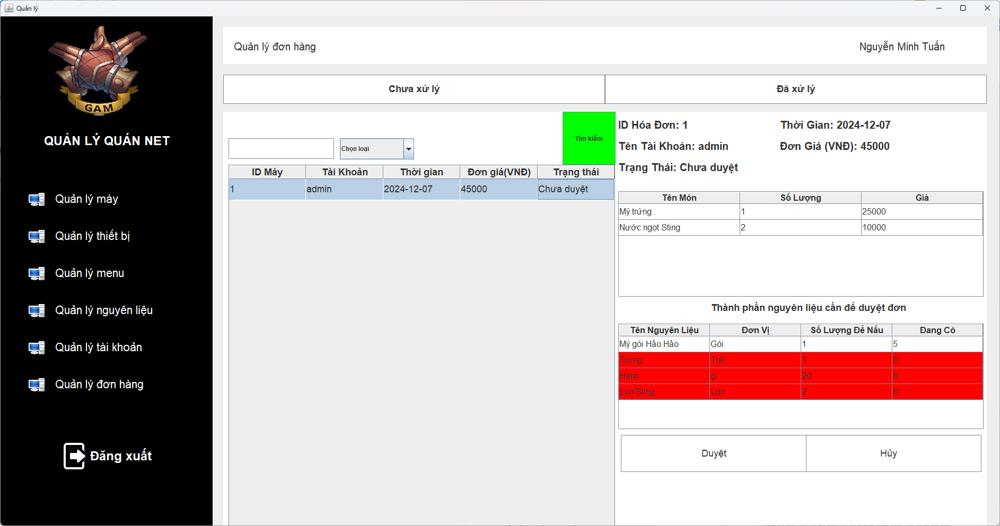 Quản lý
GAM
QUẢN LÝ QUÁN NET
Quản lý máy
Quản lý thiết bị
Quản lý menu
Quản lý nguyên liệu
Quản lý tài khoản
Quản lý đơn hàng
Đăng xuất
Quản lý đơn hàng
Nguyễn Minh Tuấn
Chưa xử lý
Đã xử lý
Chọn loại
Tìm kiếm
ID Máy Tài Khoản Thời gian Đơn giá(VNĐ) Trạng thái
1 admin 2024-12-07 45000 Chưa duyệt
ID Hóa Đơn: 1 Thời Gian: 2024-12-07
Tên Tài Khoản: admin Đơn Giá (VNĐ): 45000
Trạng Thái: Chưa duyệt
Tên Món Số Lượng Giá
Mỳ trứng 1 25000
Nước ngọt Sting 2 10000
Thành phần nguyên liệu cần để duyệt đơn
Tên Nguyên Liệu Đơn Vị Số Lượng Để Nấu Đang Có
Mỳ gói Hảo Hảo Gói 1 5
Trứng Trái 1 0
Hành g 20 0
Lon Sting Lon 2 0
Duyệt
Hủy